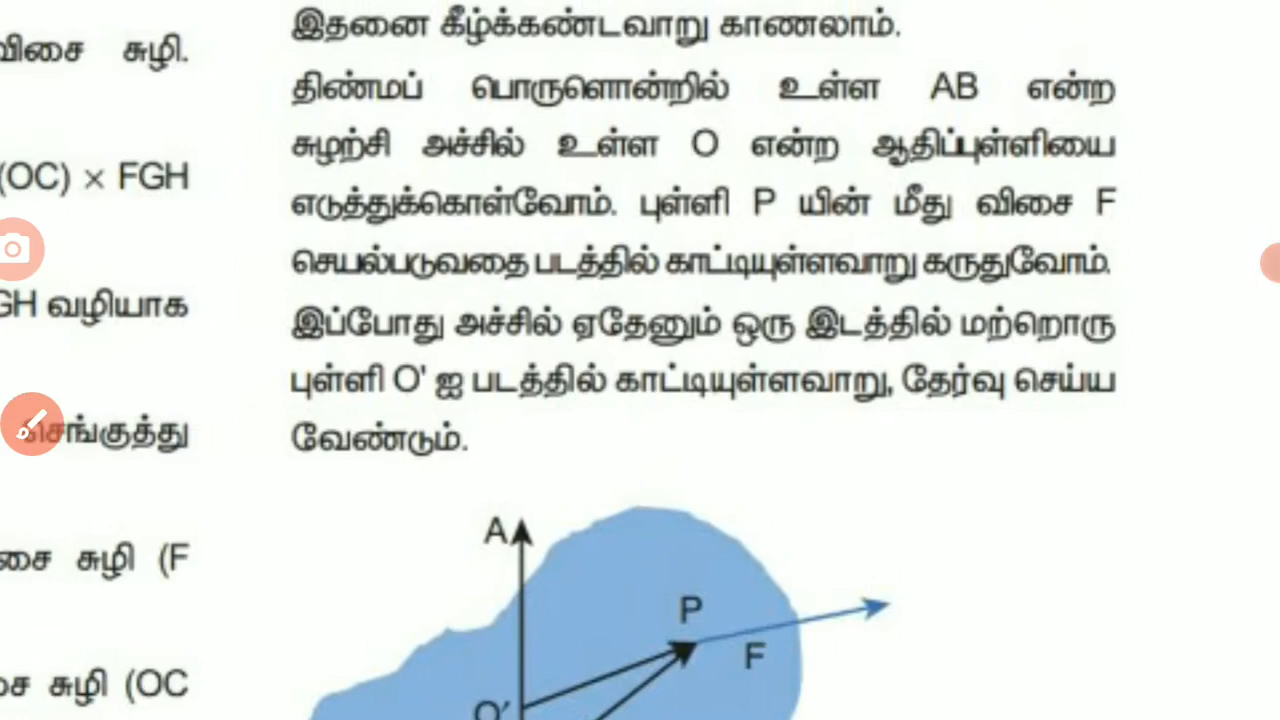 விசை சுழி.
(OC) × FGH
GH வழியாக
செங்குத்து
சுழி (F
சுழி (OC
இதனை கீழ்க்கண்டவாறு காணலாம்.
திண்மப் பொருளொன்றில் உள்ள AB என்ற
சுழற்சி அச்சில் உள்ள O என்ற ஆதிப்புள்ளியை
எடுத்துக்கொள்வோம். புள்ளி P யின் மீது விசை F
செயல்படுவதை படத்தில் காட்டியுள்ளவாறு கருதுவோம்.
இப்போது அச்சில் ஏதேனும் ஒரு இடத்தில் மற்றொரு
புள்ளி O' ஐ படத்தில் காட்டியுள்ளவாறு, தேர்வு செய்ய
வேண்டும்.
A
P
F
O′